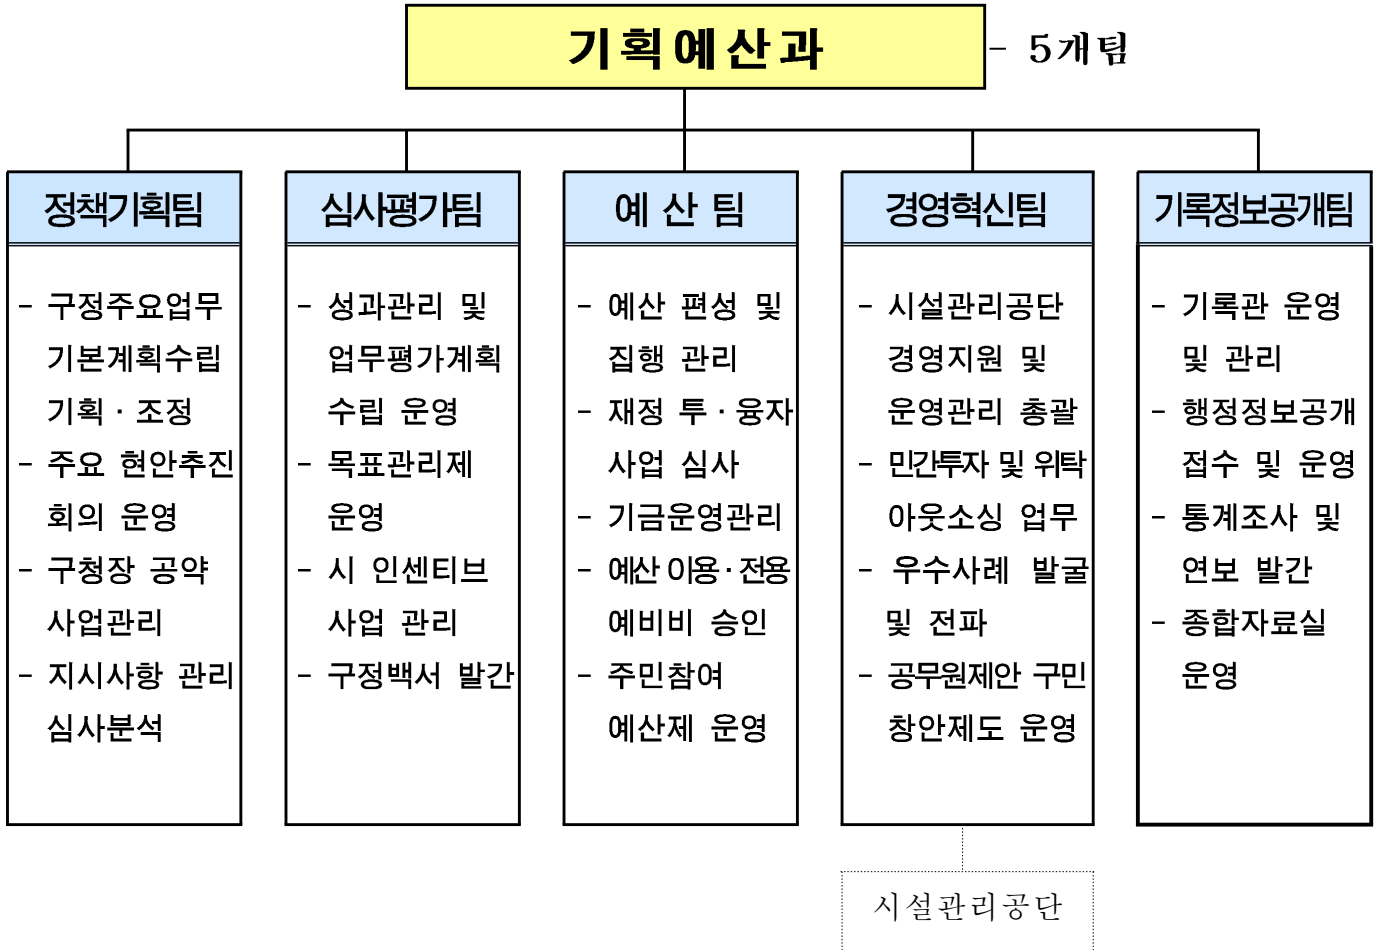 기획예산과
- 5개팀
정책기획팀
- 구정주요업무
기본계획수립
기획·조정
- 주요 현안추진
회의 운영
- 구청장 공약
사업관리
- 지시사항 관리
심사분석
심사평가팀
- 성과관리 및
업무평가계획
수립 운영
- 목표관리제
운영
- 시 인센티브
사업 관리
- 구정백서 발간
예 산 팀
- 예산 편성 및
집행 관리
- 재정 투·융자
사업 심사
- 기금운영관리
- 예산 이용·전용
예비비 승인
- 주민참여
예산제 운영
경영혁신팀
- 시설관리공단
경영지원 및
운영관리 총괄
- 민간투자 및 위탁
아웃소싱 업무
- 우수사례 발굴
및 전파
- 공무원제안 구민
창안제도 운영
기록정보공개팀
- 기록관 운영
및 관리
- 행정정보공개
접수 및 운영
- 통계조사 및
연보 발간
- 종합자료실
운영
시설관리공단